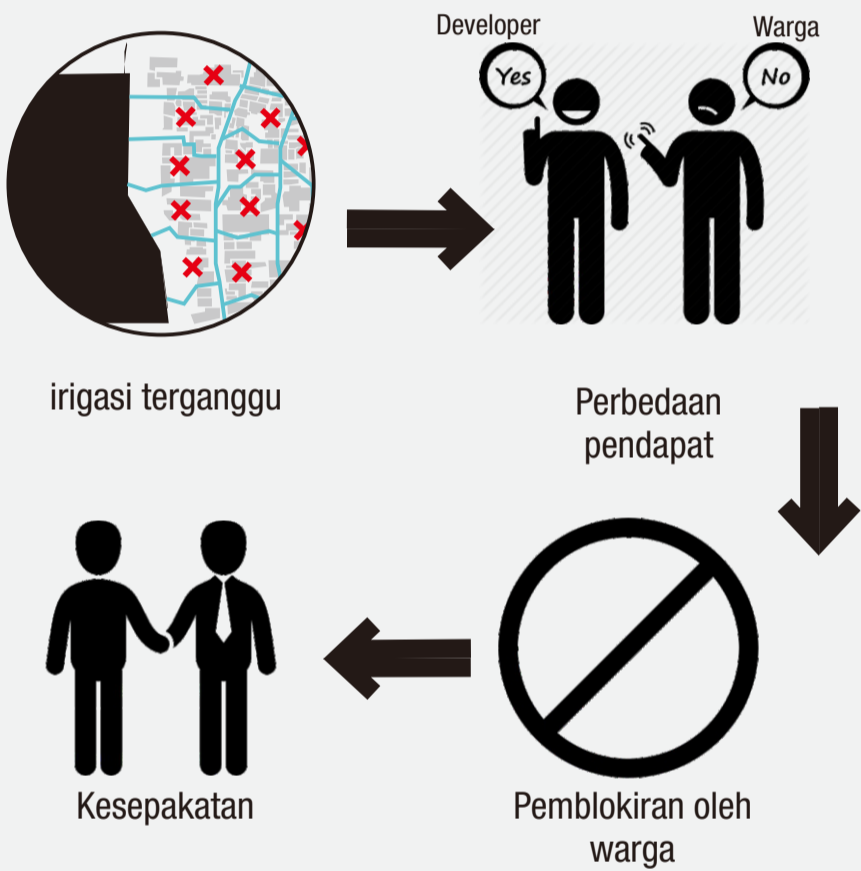 Developer
Warga
Yes
No
irigasi terganggu
Perbedaan
pendapat
Kesepakatan
Pemblokiran oleh
warga